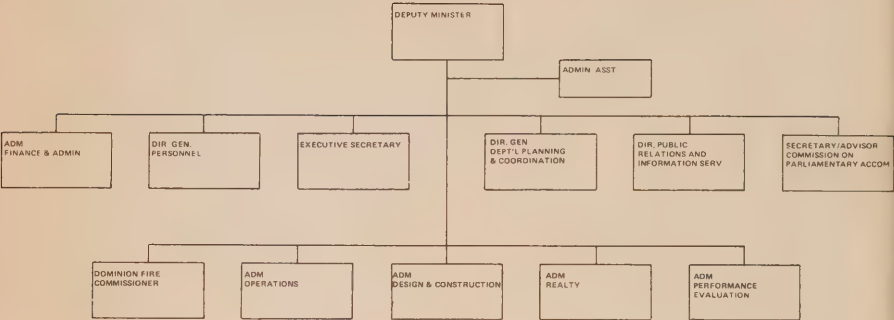 DEPUTY MINISTER
ADMIN ASST
ADM
FINANCE & ADMIN
DIR. GEN.
PERSONNEL
EXECUTIVE SECRETARY
DIR. GEN
DEPT'L PLANNING
& COORDINATION
DIR, PUBLIC
RELATIONS AND
INFORMATION SERV
SECRETARY/ADVISOR
COMMISSION ON
PARLIAMENTARY ACCOM
DOMINION FIRE
COMMISSIONER
ADM
OPERATIONS
ADM
DESIGN & CONSTRUCTION
ADM
REALTY
ADM
PERFORMANCE
EVALUATION